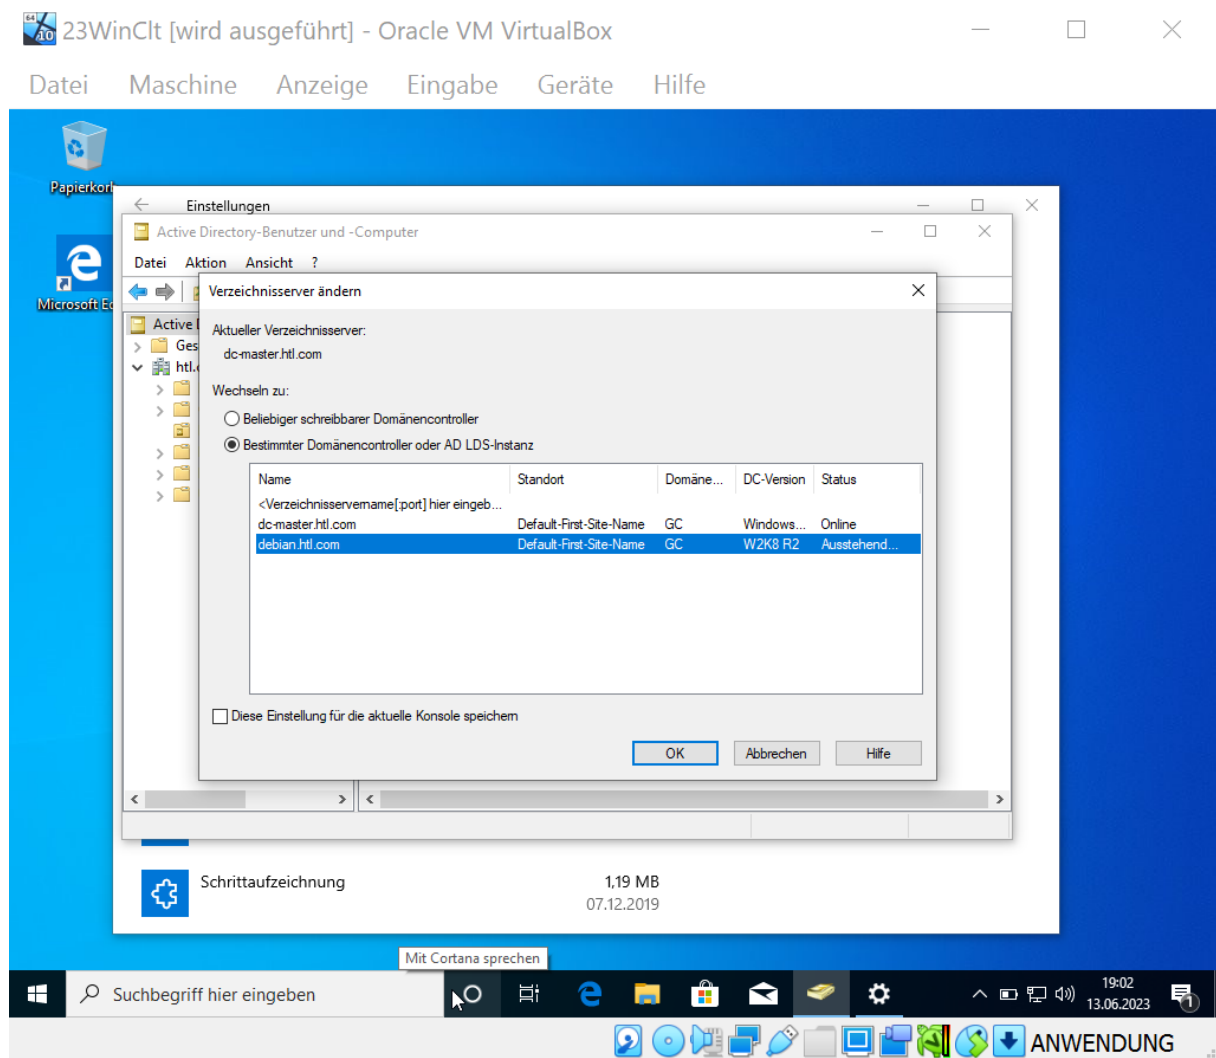 23WinClt [wird ausgeführt] - Oracle VM VirtualBox
Datei Maschine Anzeige Eingabe Geräte Hilfe
Papierkorb
Einstellungen
Active Directory-Benutzer und -Computer
Datei Aktion Ansicht ?
Microsoft Ed
Verzeichnisserver ändern
Active D
Aktueller Verzeichnisserver:
Ges
dc-master.htl.com
htl.c
Wechseln zu:
Beliebiger schreibbarer Domänencontroller
Bestimmter Domänencontroller oder AD LDS-Instanz
Name Standort Domäne... DC-Version Status
<Verzeichnisservername[:port] hier eingeb...
dc-master.htl.com Default-First-Site-Name GC Windows... Online
debian.htl.com Default-First-Site-Name GC W2K8 R2 Ausstehend...
Diese Einstellung für die aktuelle Konsole speichern
OK Abbrechen Hilfe
Schrittaufzeichnung 1,19 MB
07.12.2019
Mit Cortana sprechen
Suchbegriff hier eingeben
19:02
13.06.2023
1
ANWENDUNG